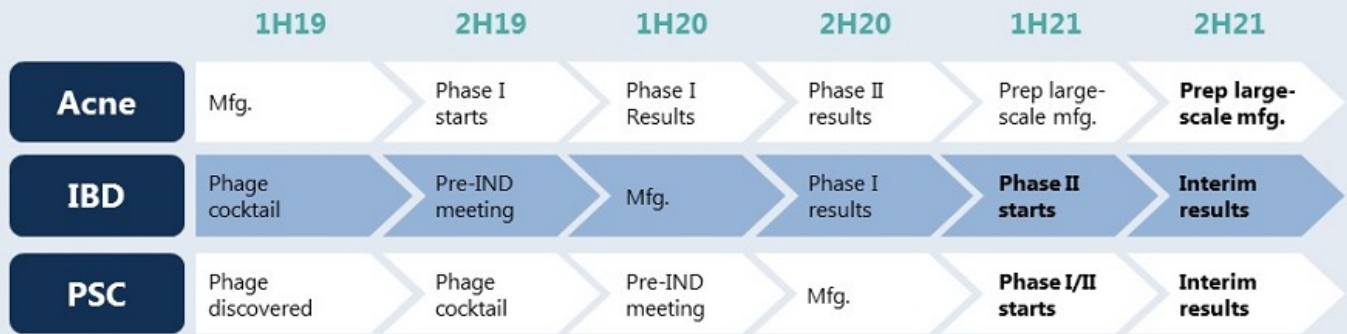 1H19 2H19 1H20 2H20 1H21 2H21
Acne
Mfg.
Phase I
starts
Phase I
Results
Phase II
results
Prep large-
scale mfg.
Prep large-
scale mfg.
IBD
Phage
cocktail
Pre-IND
meeting
Mfg.
Phase I
results
Phase II
starts
Interim
results
PSC
Phage
discovered
Phage
cocktail
Pre-IND
meeting
Mfg.
Phase I/II
starts
Interim
results